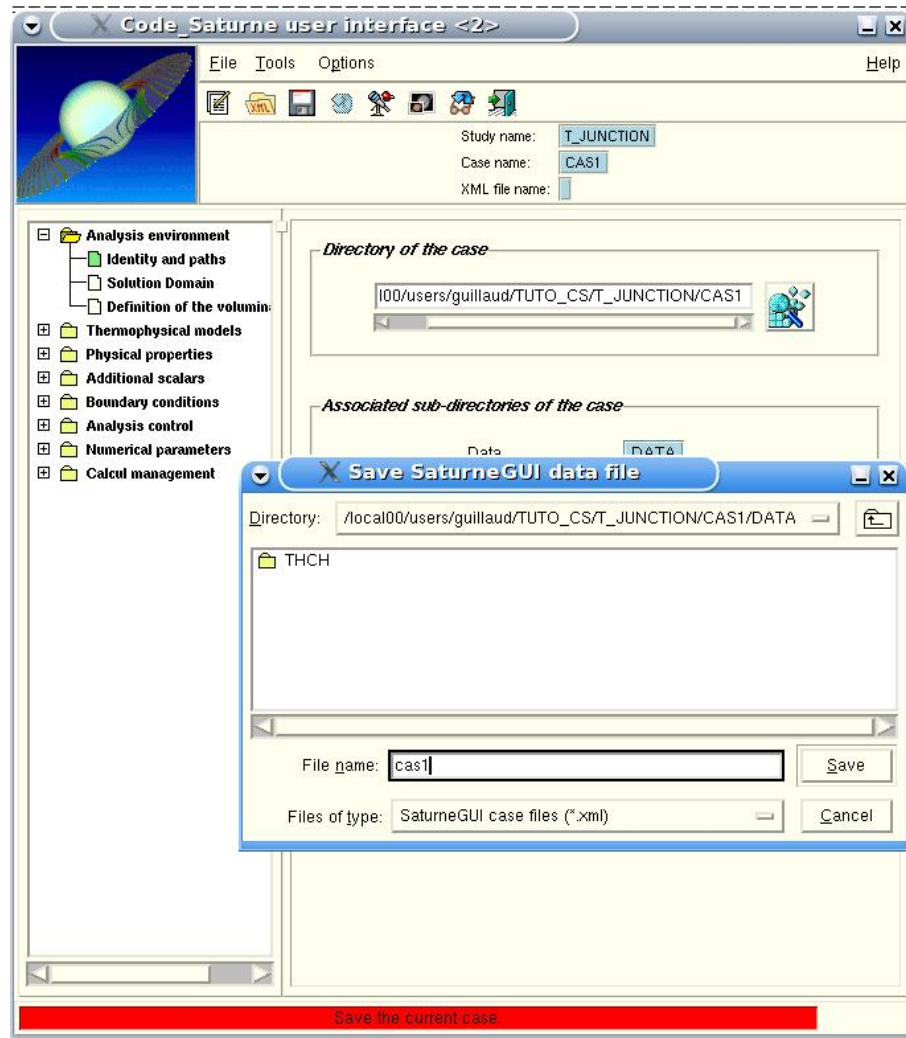 Code_Saturne user interface <2>
File Tools Options Help
Study name: T_JUNCTION
Case name: CAS1
XML file name:
Analysis environment
Identity and paths
Solution Domain
Definition of the volumin
Thermophysical models
Physical properties
Additional scalars
Boundary conditions
Analysis control
Numerical parameters
Calcul management
Directory of the case
l00/users/guillaud/TUTO_CS/T_JUNCTION/CAS1
Associated sub-directories of the case
Data DATA
Save SaturneGUI data file
Directory: /local00/users/guillaud/TUTO_CS/T_JUNCTION/CAS1/DATA
THCH
File name: cas1
Save
Files of type: SaturneGUI case files (*.xml)
Cancel
Save the current case.